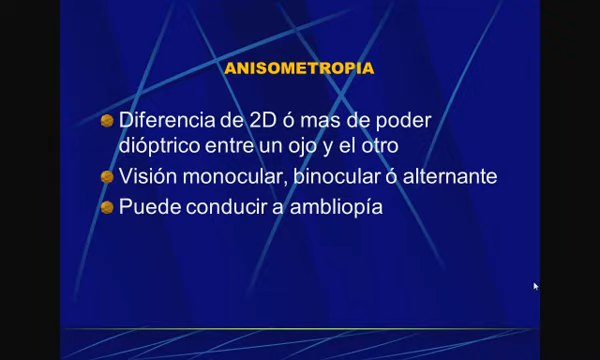 ANISOMETROPIA
Diferencia de 2D ó mas de poder
dióptrico entre un ojo y el otro
Visión monocular, binocular ó alternante
Puede conducir a ambliopía